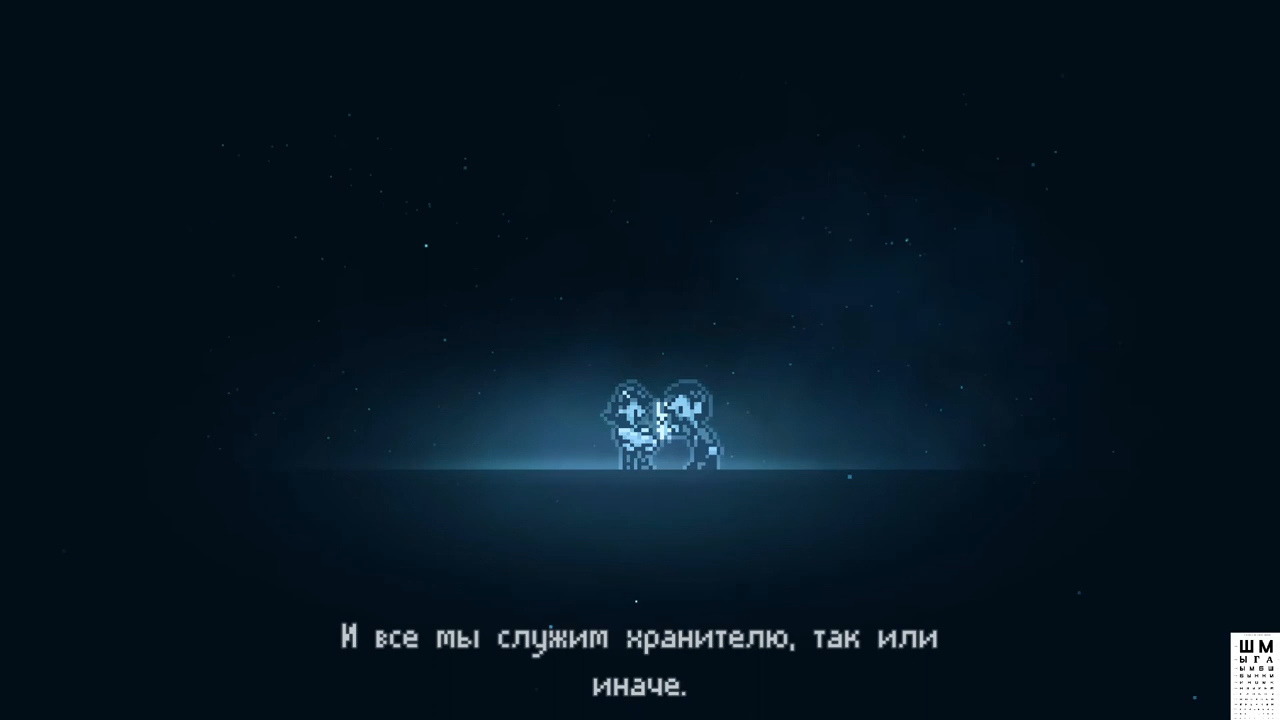 И все мы служим хранителю, так или
иначе.
Ш М
Ы Г А